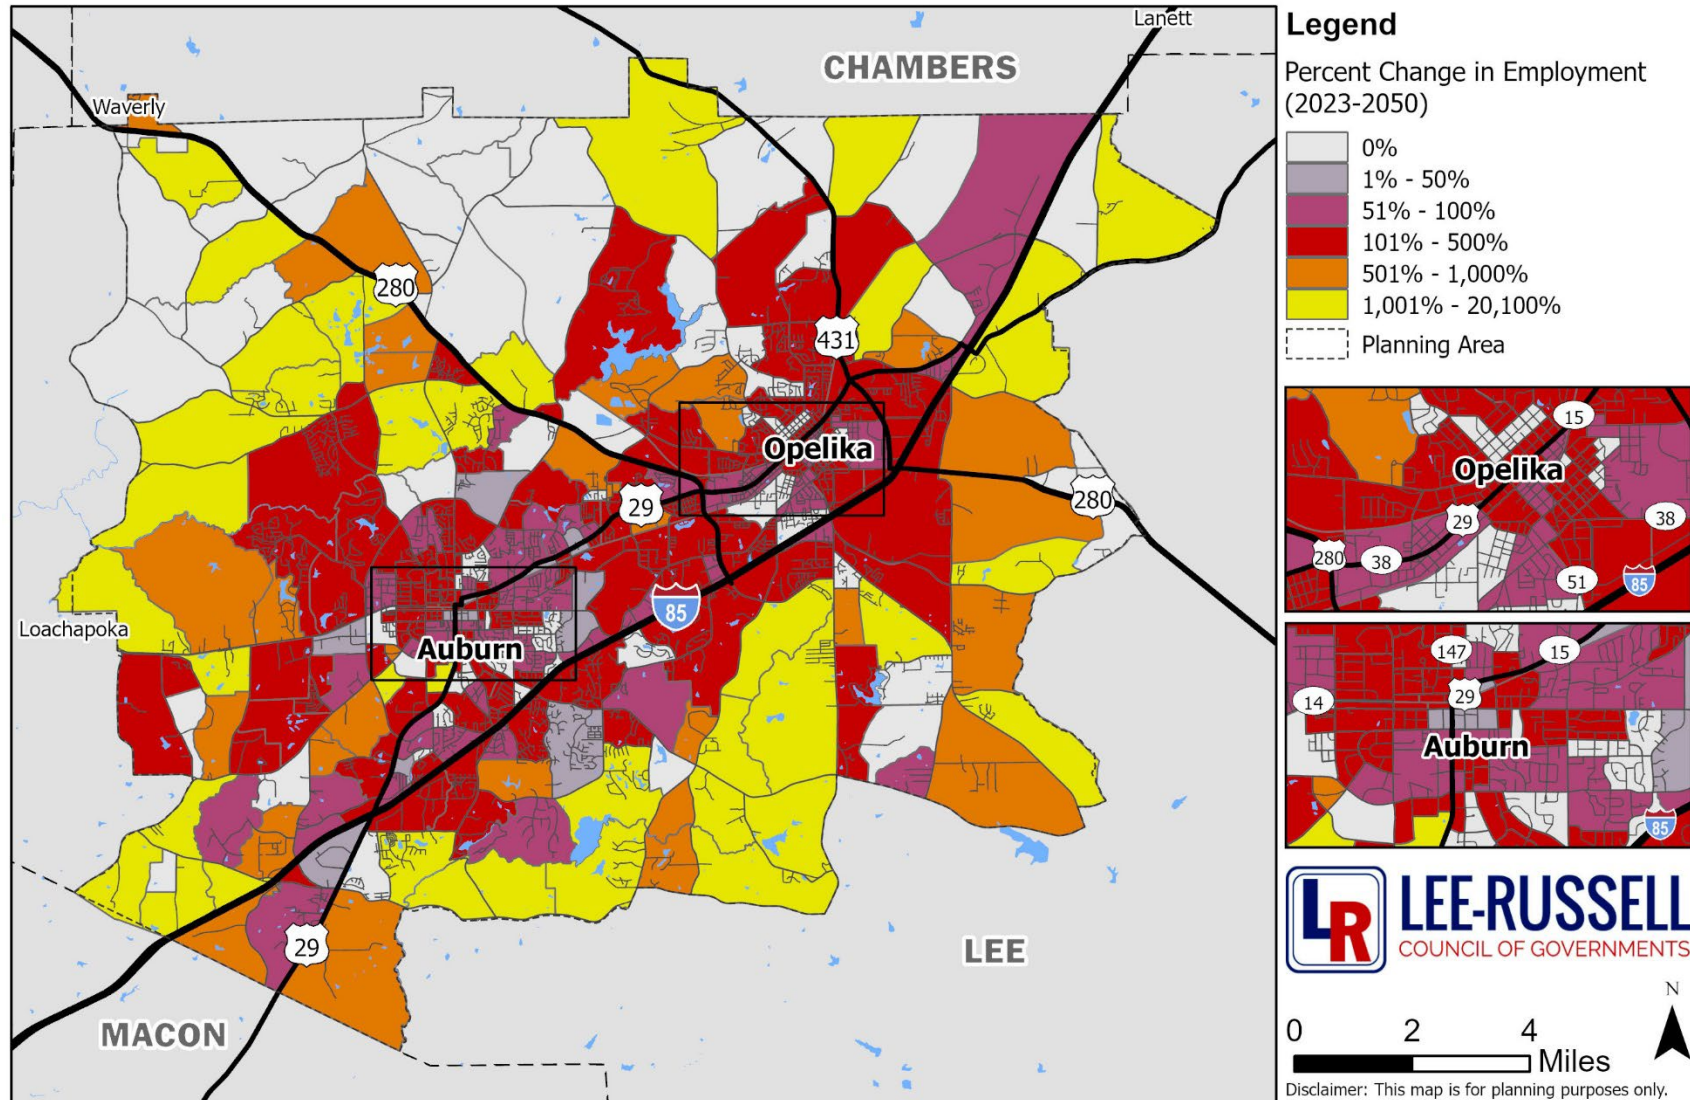 Lanett
CHAMBERS
Waverly
280
431
Opelika
29
280
85
Loachapoka
Auburn
29
LEE
MACON
Legend
Percent Change in Employment
(2023-2050)
0%
1% - 50%
51% - 100%
101% - 500%
501% - 1,000%
1,001% - 20,100%
Planning Area
15
Opelika
29
38
280
38
51
85
147
15
29
14
Auburn
85
LR
LEE-RUSSELL
COUNCIL OF GOVERNMENTS
N
0 2 4
Miles
Disclaimer: This map is for planning purposes only.